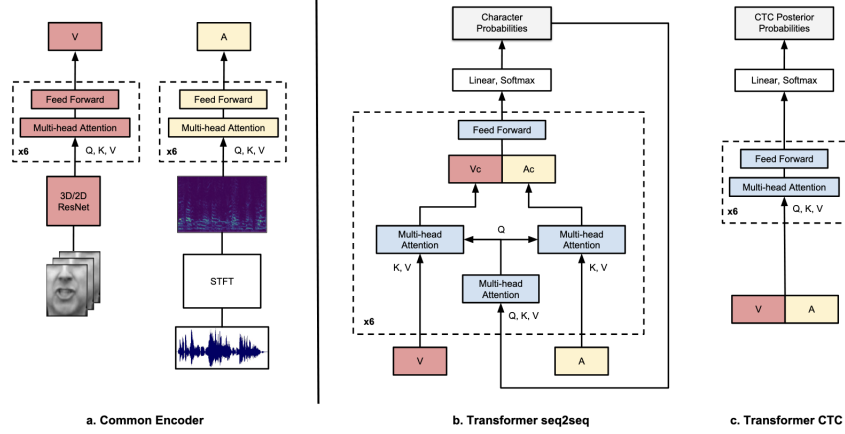 V
A
Feed Forward
Multi-head Attention
x6
Q, K, V
Feed Forward
Multi-head Attention
x6
Q, K, V
3D/2D
ResNet
STFT
a. Common Encoder
Character
Probabilities
Linear, Softmax
Feed Forward
Vc
Ac
Multi-head
Attention
Q
Multi-head
Attention
K, V
K, V
Multi-head
Attention
Q, K, V
x6
V
A
b. Transformer seq2seq
CTC Posterior
Probabilities
Linear, Softmax
Feed Forward
Multi-head Attention
x6
Q, K, V
V
A
c. Transformer CTC